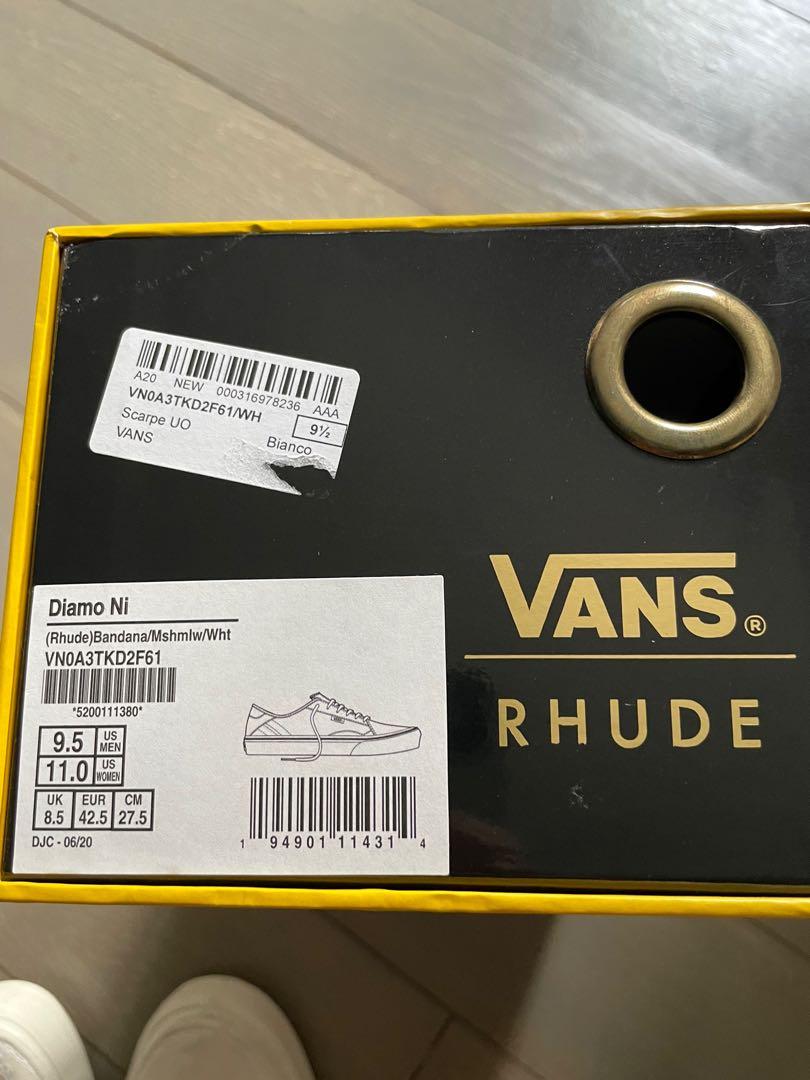 A20 NEW 000316978236 AAA
VN0A3TKD2F61/WH
9½
Scarpe UO
Bianco
VANS
VANS®
RHUDE
Diamo Ni
(Rhude)Bandana/Mshmlw/Wht
VN0A3TKD2F61
*5200111380*
9.5 US MEN
11.0 US WOMEN
UK EUR CM
8.5 42.5 27.5
DJC - 06/20
1 94901 11431 4